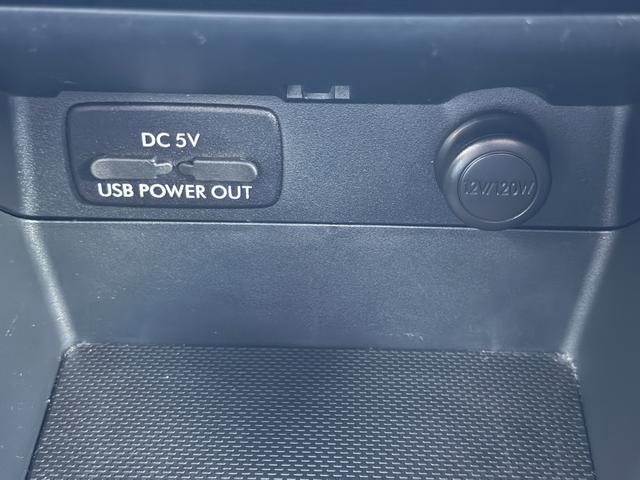 DC 5V
USB POWER OUT
12V/120W